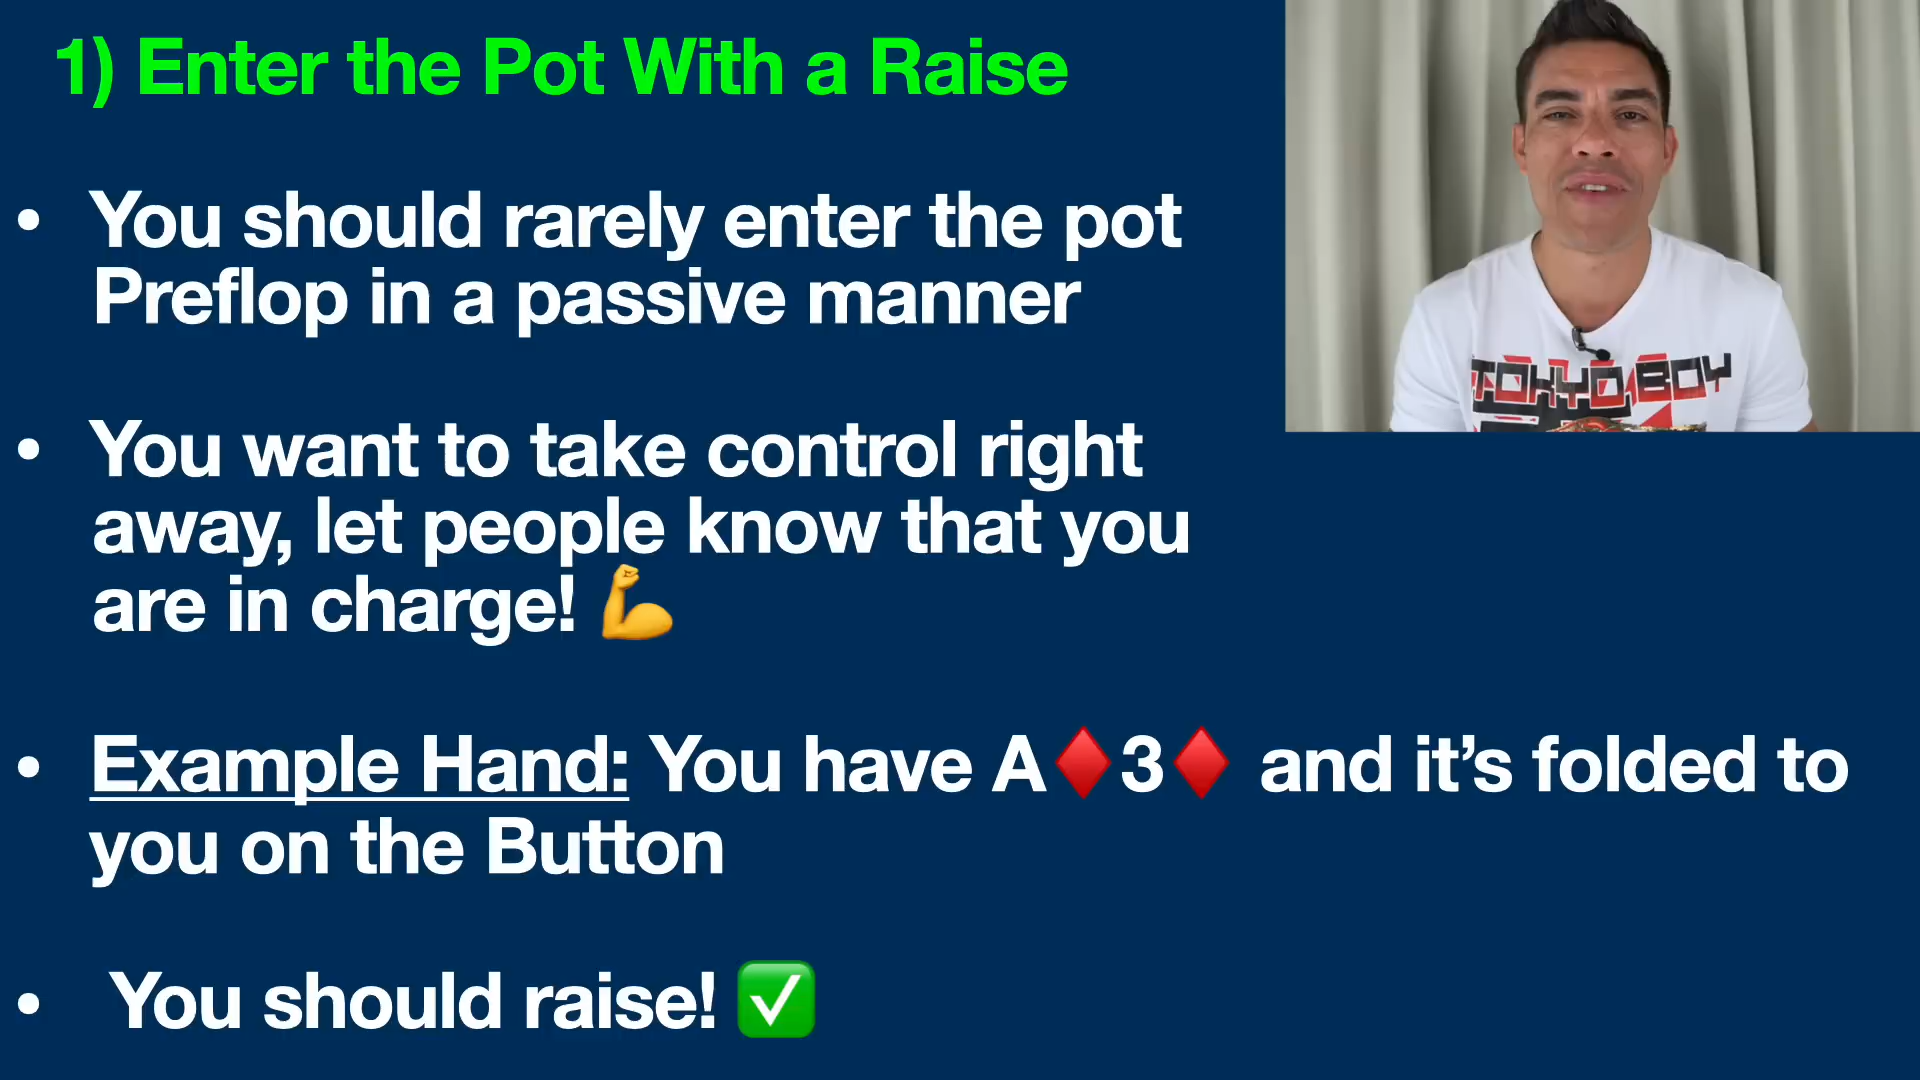 1) Enter the Pot With a Raise
• You should rarely enter the pot
Preflop in a passive manner
• You want to take control right
away, let people know that you
are in charge! 💪
• Example Hand: You have A♦3♦ and it’s folded to
you on the Button
• You should raise! ✅
TOKYO BOY